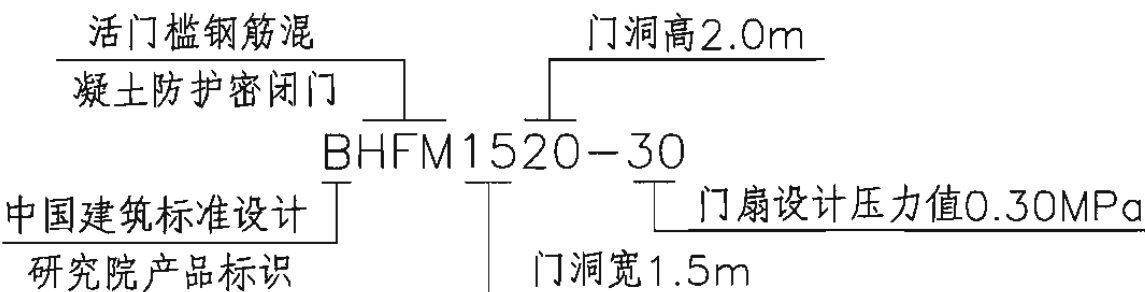 活门槛钢筋混
凝土防护密闭门
门洞高2.0m
BHFM1520-30
中国建筑标准设计
研究院产品标识
门洞宽1.5m
门扇设计压力值0.30MPa